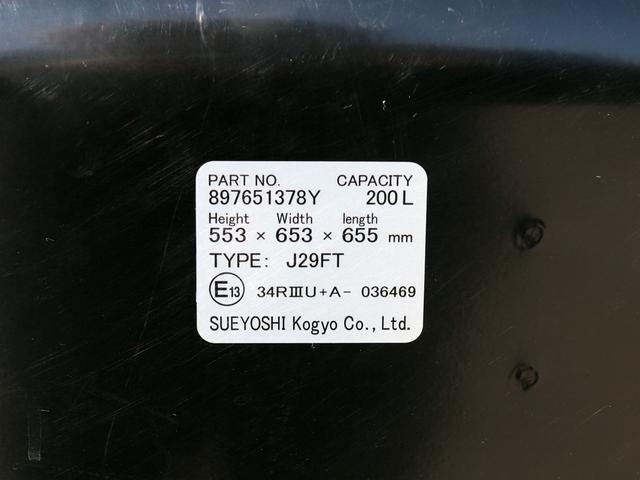 PART NO. CAPACITY
897651378Y 200 L
Height Width length
553 × 653 × 655 mm
TYPE: J29FT
E13 34RⅢU+A- 036469
SUEYOSHI Kogyo Co., Ltd.